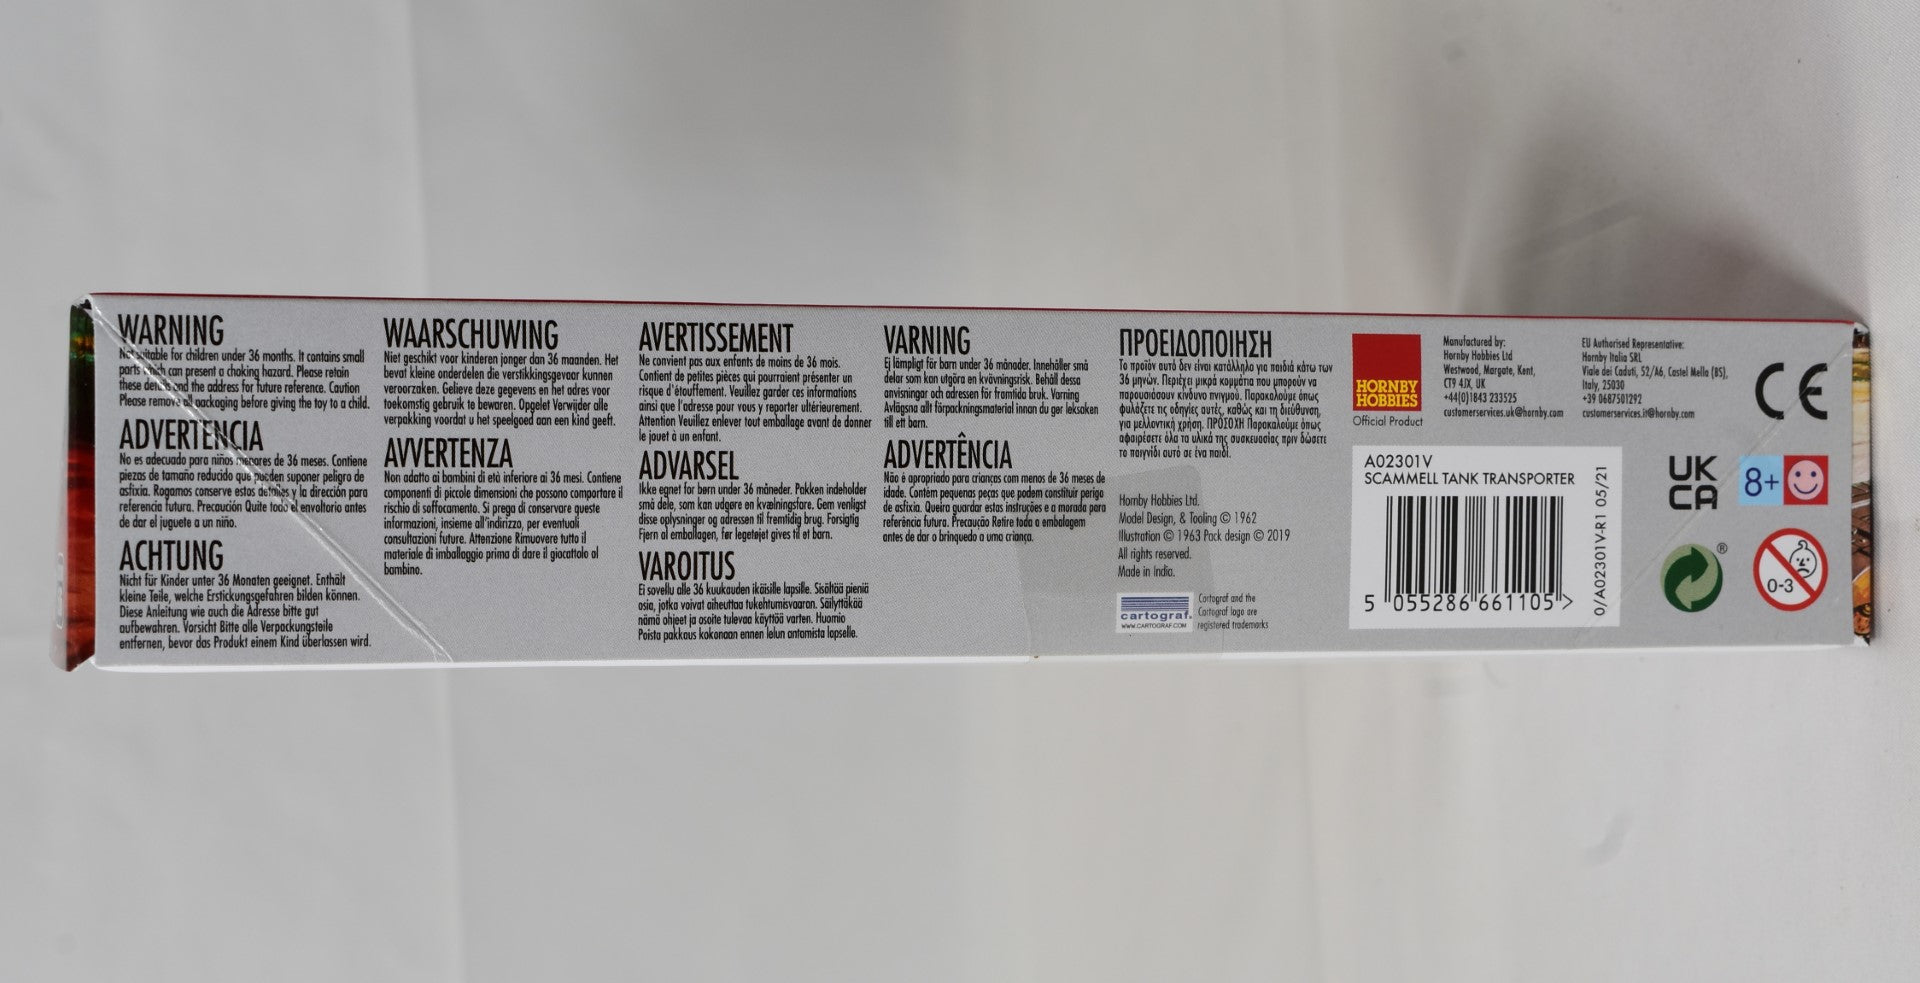 WARNING
Not suitable for children under 36 months. It contains small
parts which can present a choking hazard. Please retain
these details and the address for future reference. Caution
Please remove all packaging before giving the toy to a child.
ADVERTENCIA
No es adecuado para niños menores de 36 meses. Contiene
piezas de tamaño reducido que pueden suponer peligro de
asfixia. Rogamos conserve estos detalles y la dirección para
referencia futura. Precaución Quite todo el envoltorio antes
de dar el juguete a un niño.
ACHTUNG
Nicht für Kinder unter 36 Monaten geeignet. Enthält
kleine Teile, welche Erstickungsgefahren bilden können.
Diese Anleitung wie auch die Adresse bitte gut
aufbewahren. Vorsicht Bitte alle Verpackungsteile
entfernen, bevor das Produkt einem Kind überlassen wird.
WAARSCHUWING
Niet geschikt voor kinderen jonger dan 36 maanden. Het
bevat kleine onderdelen die verstikkingsgevaar kunnen
veroorzaken. Gelieve deze gegevens en het adres voor
toekomstig gebruik te bewaren. Opgelet Verwijder alle
verpakking voordat u het speelgoed aan een kind geeft.
AVVERTENZA
Non adatto ai bambini di età inferiore ai 36 mesi. Contiene
componenti di piccole dimensioni che possono comportare il
rischio di soffocamento. Si prega di conservare queste
informazioni, insieme all'indirizzo, per eventuali
consultazioni future. Attenzione Rimuovere tutto il
materiale di imballaggio prima di dare il giocattolo al
bambino.
AVERTISSEMENT
Ne convient pas aux enfants de moins de 36 mois.
Contient de petites pièces qui pourraient présenter un
risque d'étouffement. Veuillez garder ces informations
ainsi que l'adresse pour vous y reporter ultérieurement.
Attention Veuillez enlever tout emballage avant de donner
le jouet à un enfant.
ADVARSEL
Ikke egnet for børn under 36 måneder. Pakken indeholder
små dele, som kan udgøre en kvælningsfare. Gem venligst
disse oplysninger og adressen til fremtidig brug. Forsigtig
Fjern al emballagen, før legetøjet gives til et barn.
VAROITUS
Ei sovellu alle 36 kuukauden ikäisille lapsille. Sisältää pieniä
osia, jotka voivat aiheuttaa tukehtumisvaaran. Säilyttäkää
nämä ohjeet ja osoite tulevaa käyttöä varten. Huomio
Poista pakkaus kokonaan ennen lelun antamista lapselle.
VARNING
Ej lämpligt för barn under 36 månader. Innehåller små
delar som kan utgöra en kvävningsrisk. Behåll dessa
anvisningar och adressen för framtida bruk. Varning
Avlägsna allt förpackningsmaterial innan du ger leksaken
till ett barn.
ADVERTÊNCIA
Não é apropriado para crianças com menos de 36 meses de
idade. Contém pequenas peças que podem constituir perigo
de asfixia. Queira guardar estas instruções e a morada para
referência futura. Precaução Retire toda a embalagem
antes de dar o brinquedo a uma criança.
ΠΡΟΕΙΔΟΠΟΙΗΣΗ
Το προϊόν αυτό δεν είναι κατάλληλο για παιδιά κάτω των
36 μηνών. Περιέχει μικρά κομμάτια που μπορούν να
παρουσιάσουν κίνδυνο πνιγμού. Παρακαλούμε όπως
φυλάξετε τις οδηγίες αυτές, καθώς και τη διεύθυνση,
για μελλοντική χρήση. ΠΡΟΣΟΧΗ Παρακαλούμε όπως
αφαιρέσετε όλα τα υλικά της συσκευασίας πριν δώσετε
το παιγνίδι αυτό σε ένα παιδί.
Hornby Hobbies Ltd.
Model Design, & Tooling © 1962
Illustration © 1963 Pack design © 2019
All rights reserved.
Made in India.
cartograf.
WWW.CARTOGRAF.COM
Cartograf and the
Cartograf logo are
registered trademarks
HORNBY
HOBBIES
Official Product
Manufactured by:
Hornby Hobbies Ltd
Westwood, Margate, Kent,
CT9 4JX, UK
+44(0)1843 233525
customerservices.uk@hornby.com
EU Authorised Representative:
Hornby Italia SRL
Viale dei Caduti, 52/A6, Castel Mella (BS),
Italy, 25030
+39 0687501292
customerservices.it@hornby.com
CE
A02301V
SCAMMELL TANK TRANSPORTER
5 055286 661105 >
0/A02301V-R1 05/21
UK
CA
8+
®
0-3